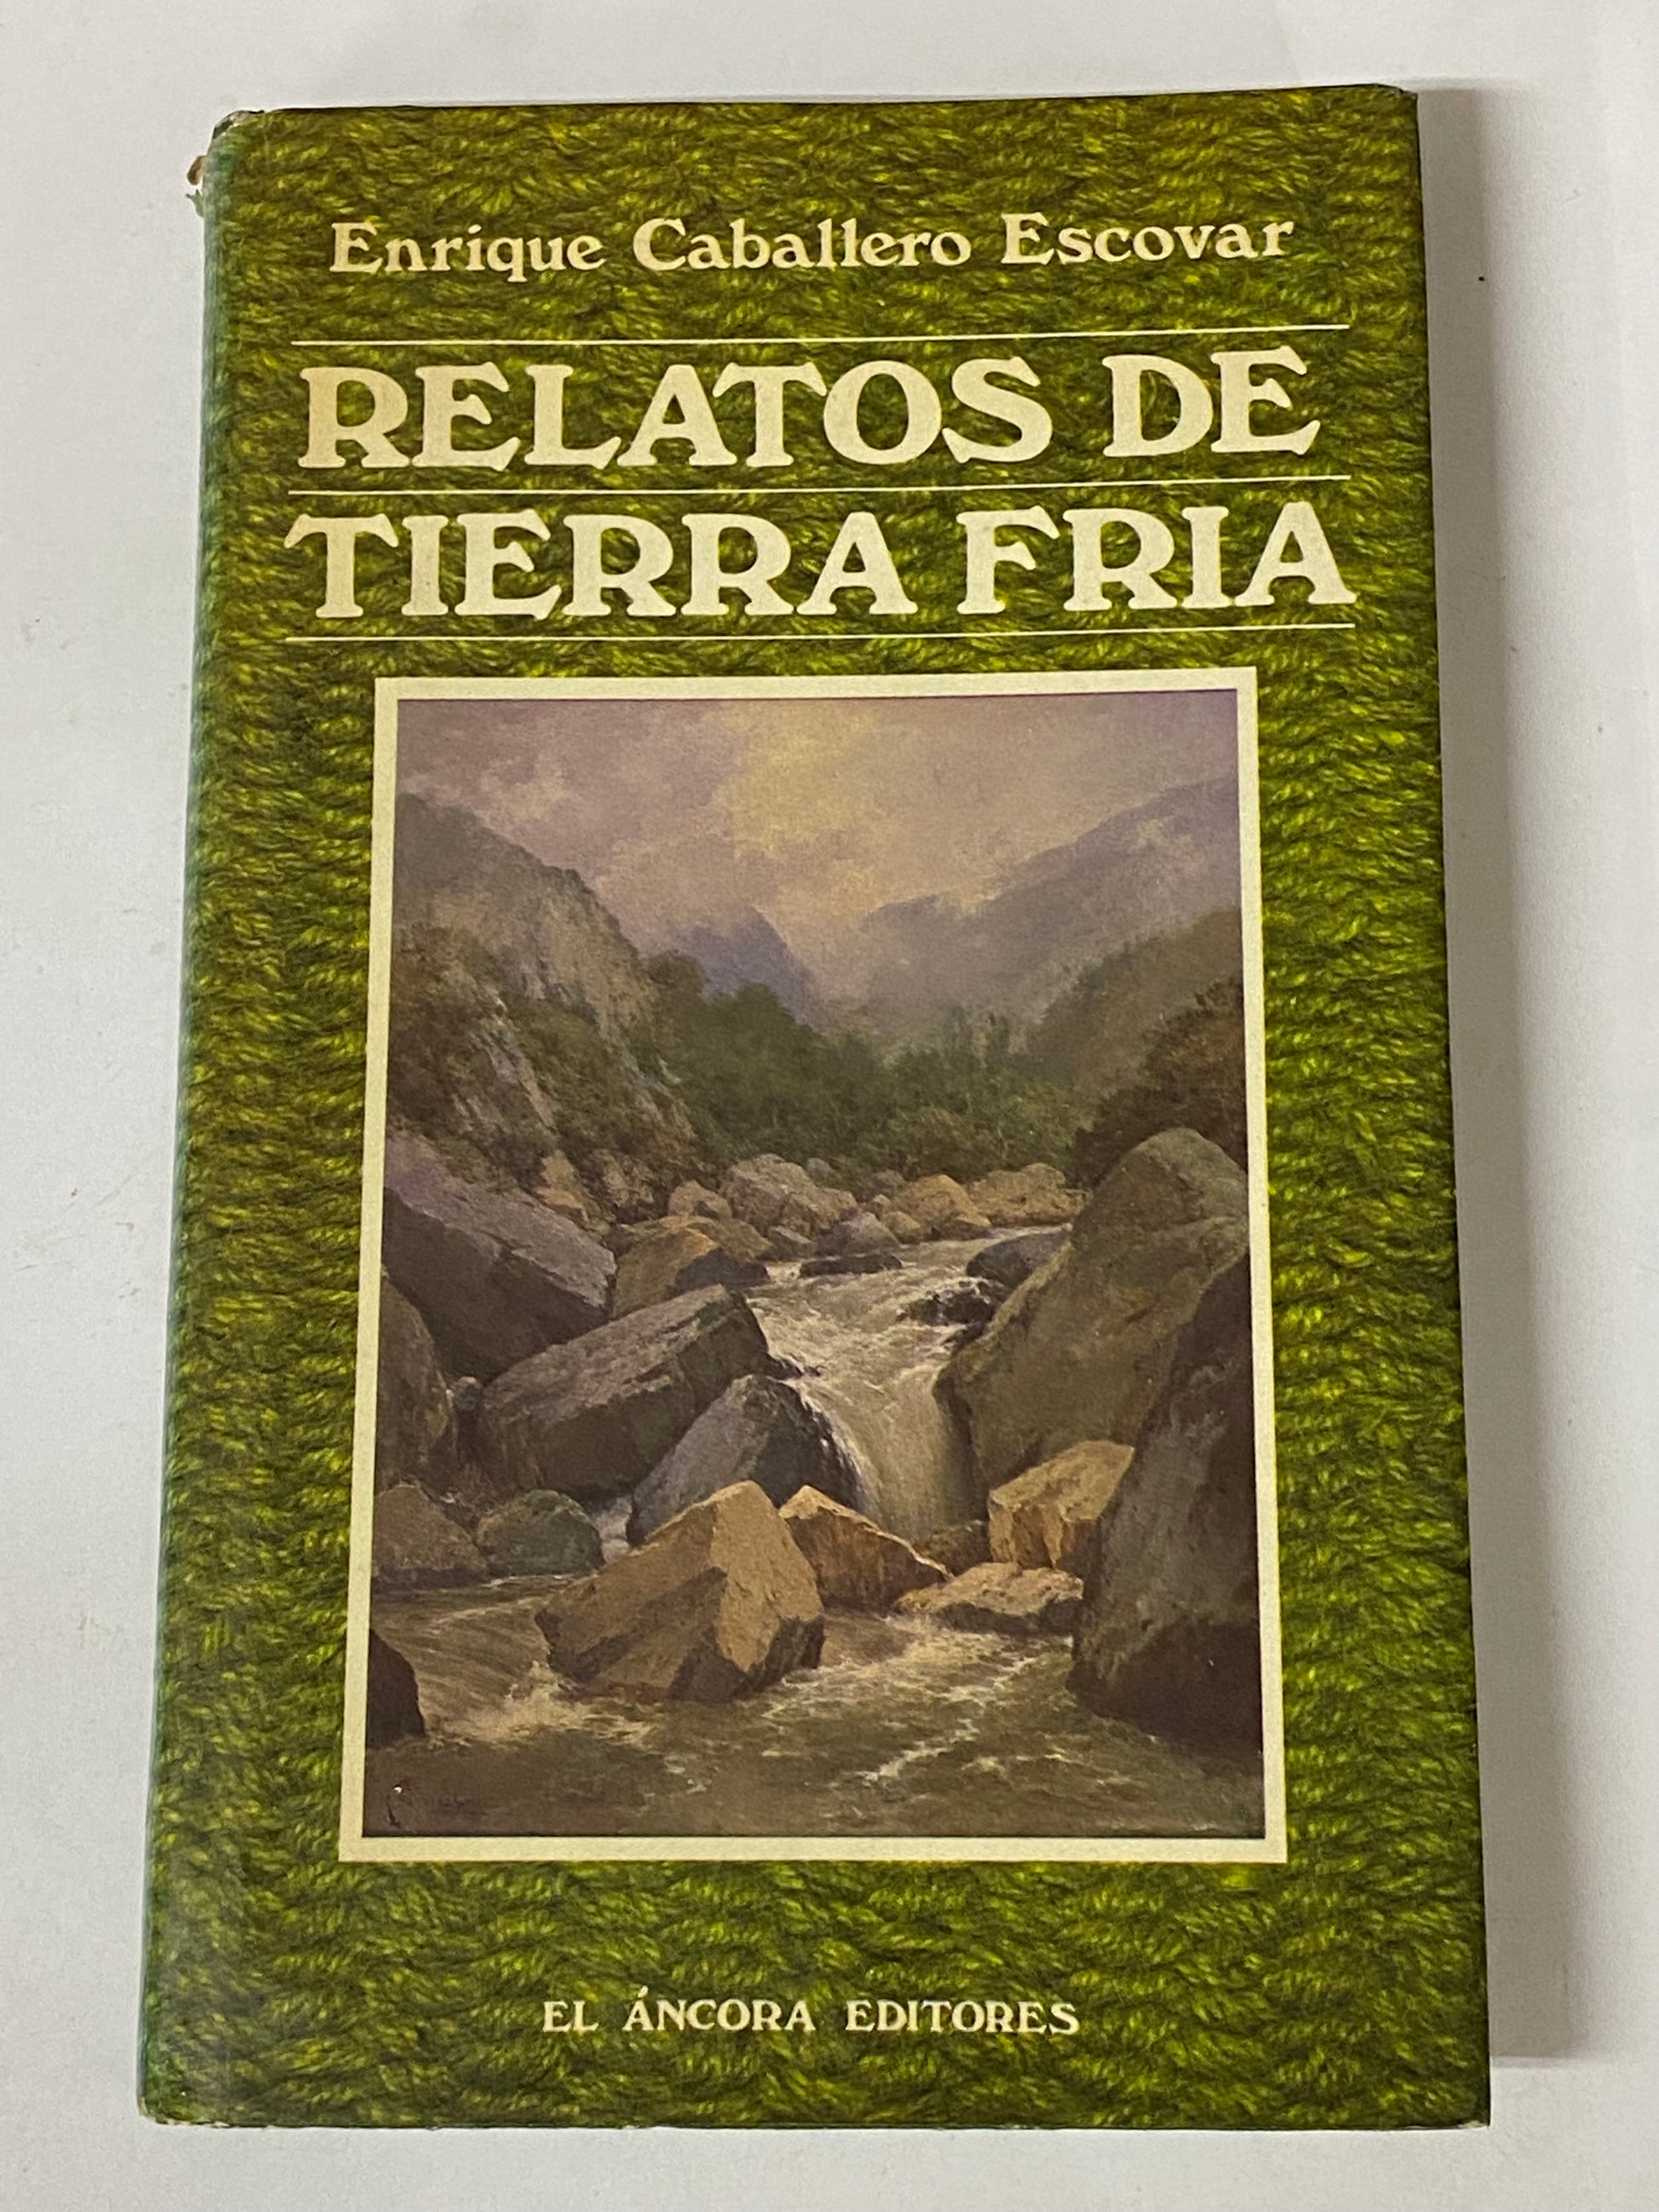 Enrique Caballero Escovar
RELATOS DE
TIERRA FRIA
EL ÁNCORA EDITORES